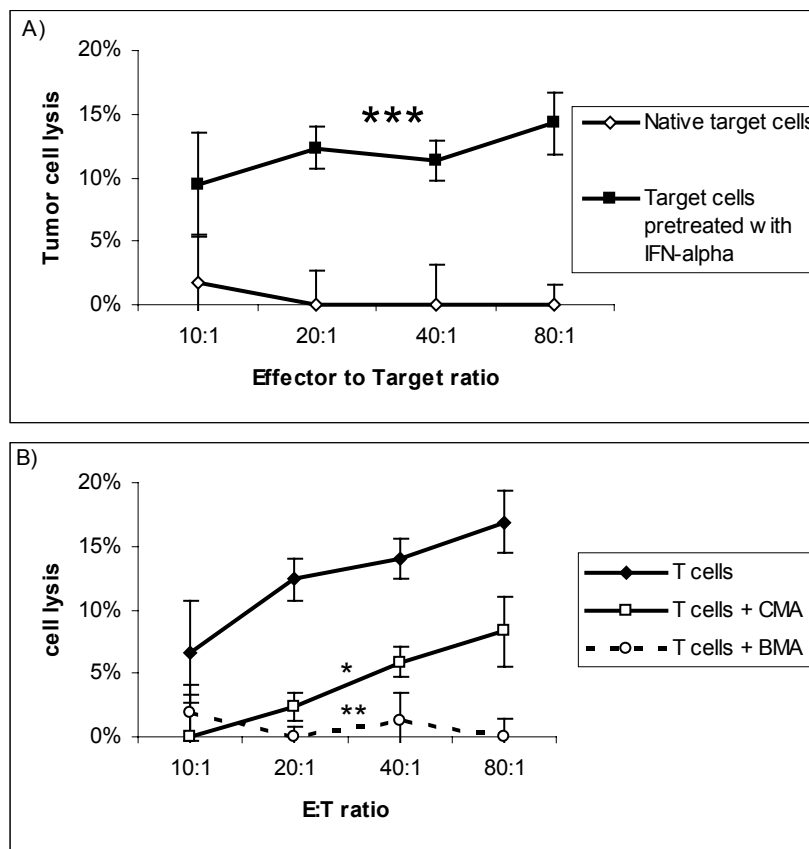 A)
20%
15%
10%
5%
0%
Tumor cell lysis
***
10:1
20:1
40:1
80:1
Effector to Target ratio
Native target cells
Target cells
pretreated with
IFN-alpha
B)
20%
15%
10%
5%
0%
cell lysis
*
**
10:1
20:1
40:1
80:1
E:T ratio
T cells
T cells + CMA
T cells + BMA